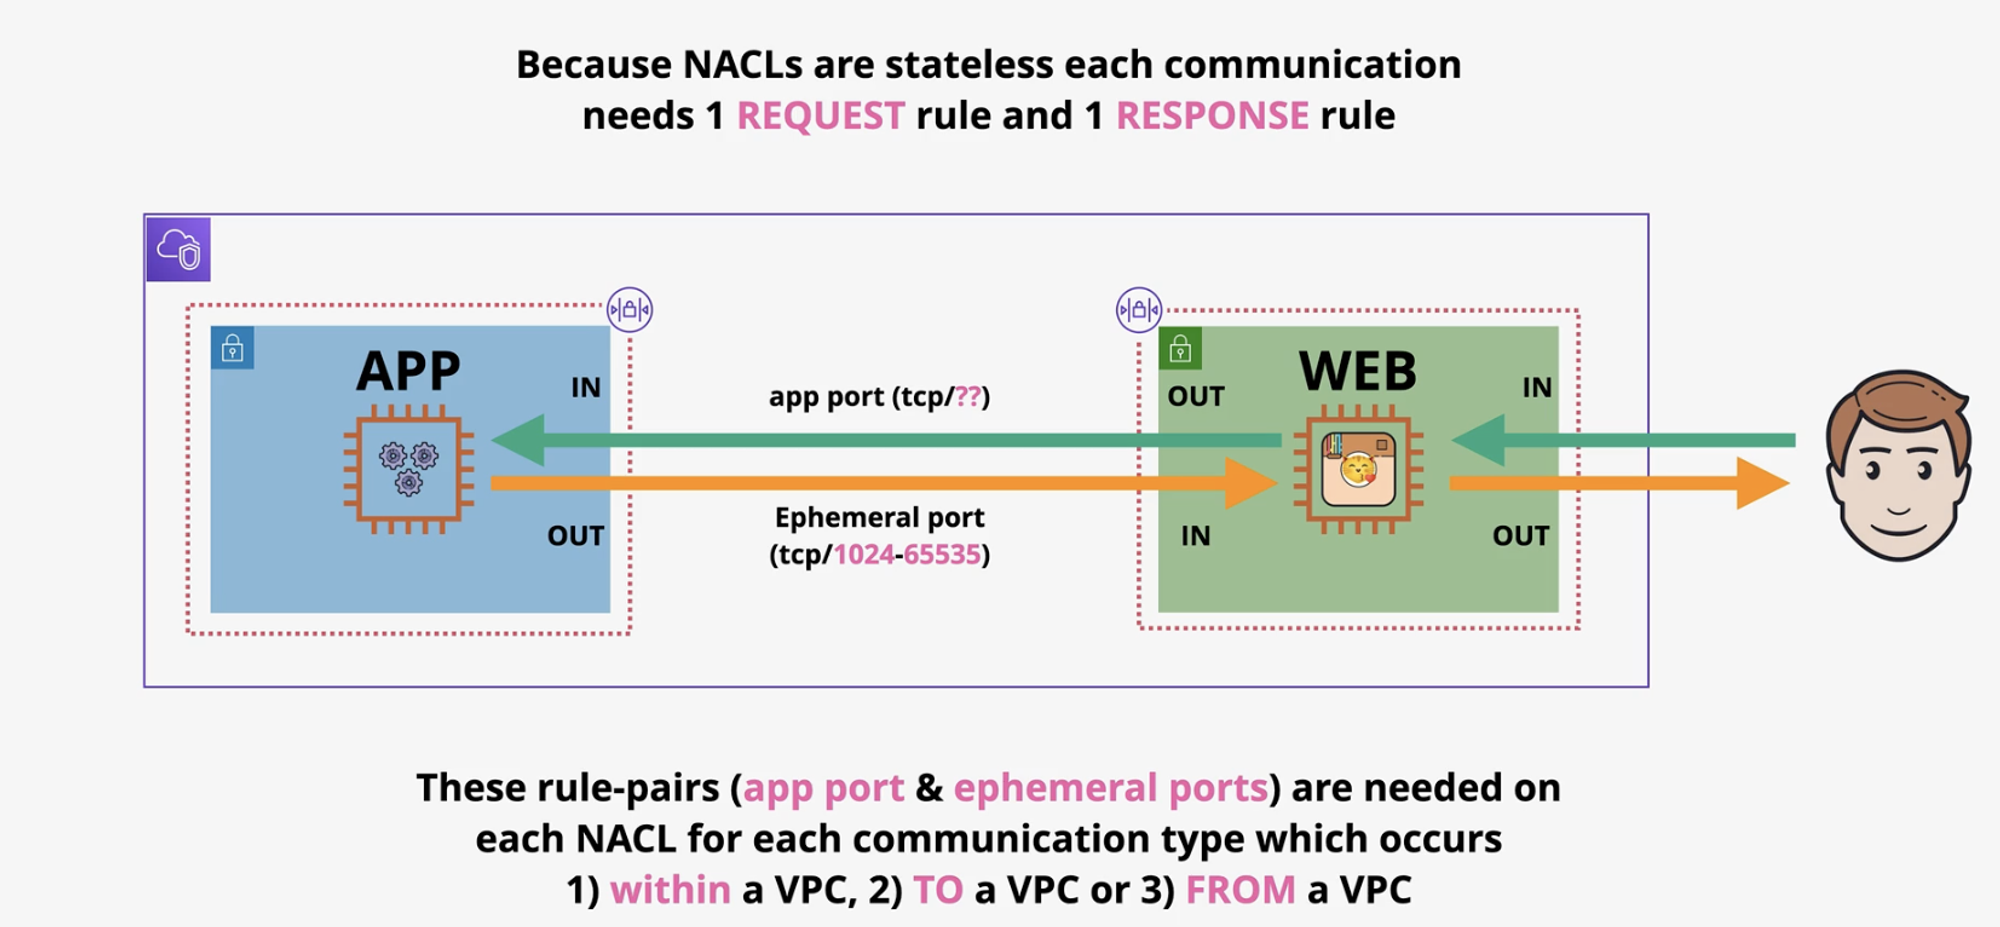 Because NACLs are stateless each communication
needs 1 REQUEST rule and 1 RESPONSE rule
APP
IN
OUT
app port (tcp/??)
Ephemeral port
(tcp/1024-65535)
WEB
OUT
IN
IN
OUT
These rule-pairs (app port & ephemeral ports) are needed on
each NACL for each communication type which occurs
1) within a VPC, 2) TO a VPC or 3) FROM a VPC